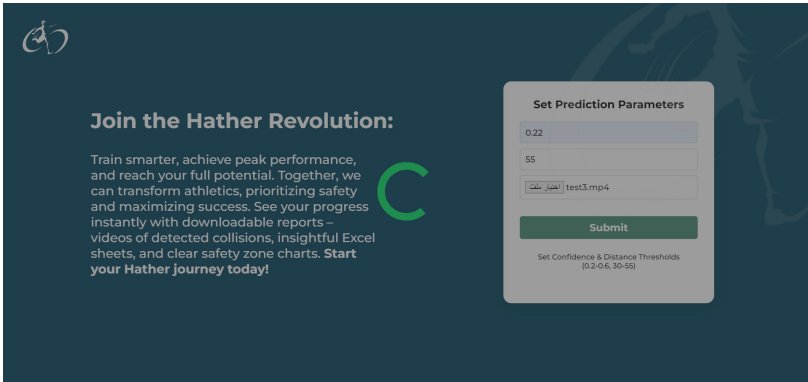 Join the Hather Revolution:
Train smarter, achieve peak performance,
and reach your full potential. Together, we
can transform athletics, prioritizing safety
and maximizing success. See your progress
instantly with downloadable reports –
videos of detected collisions, insightful Excel
sheets, and clear safety zone charts. Start
your Hather journey today!
Set Prediction Parameters
0.22
55
اختيار ملف test3.mp4
Submit
Set Confidence & Distance Thresholds
(0.2-0.6, 30-55)